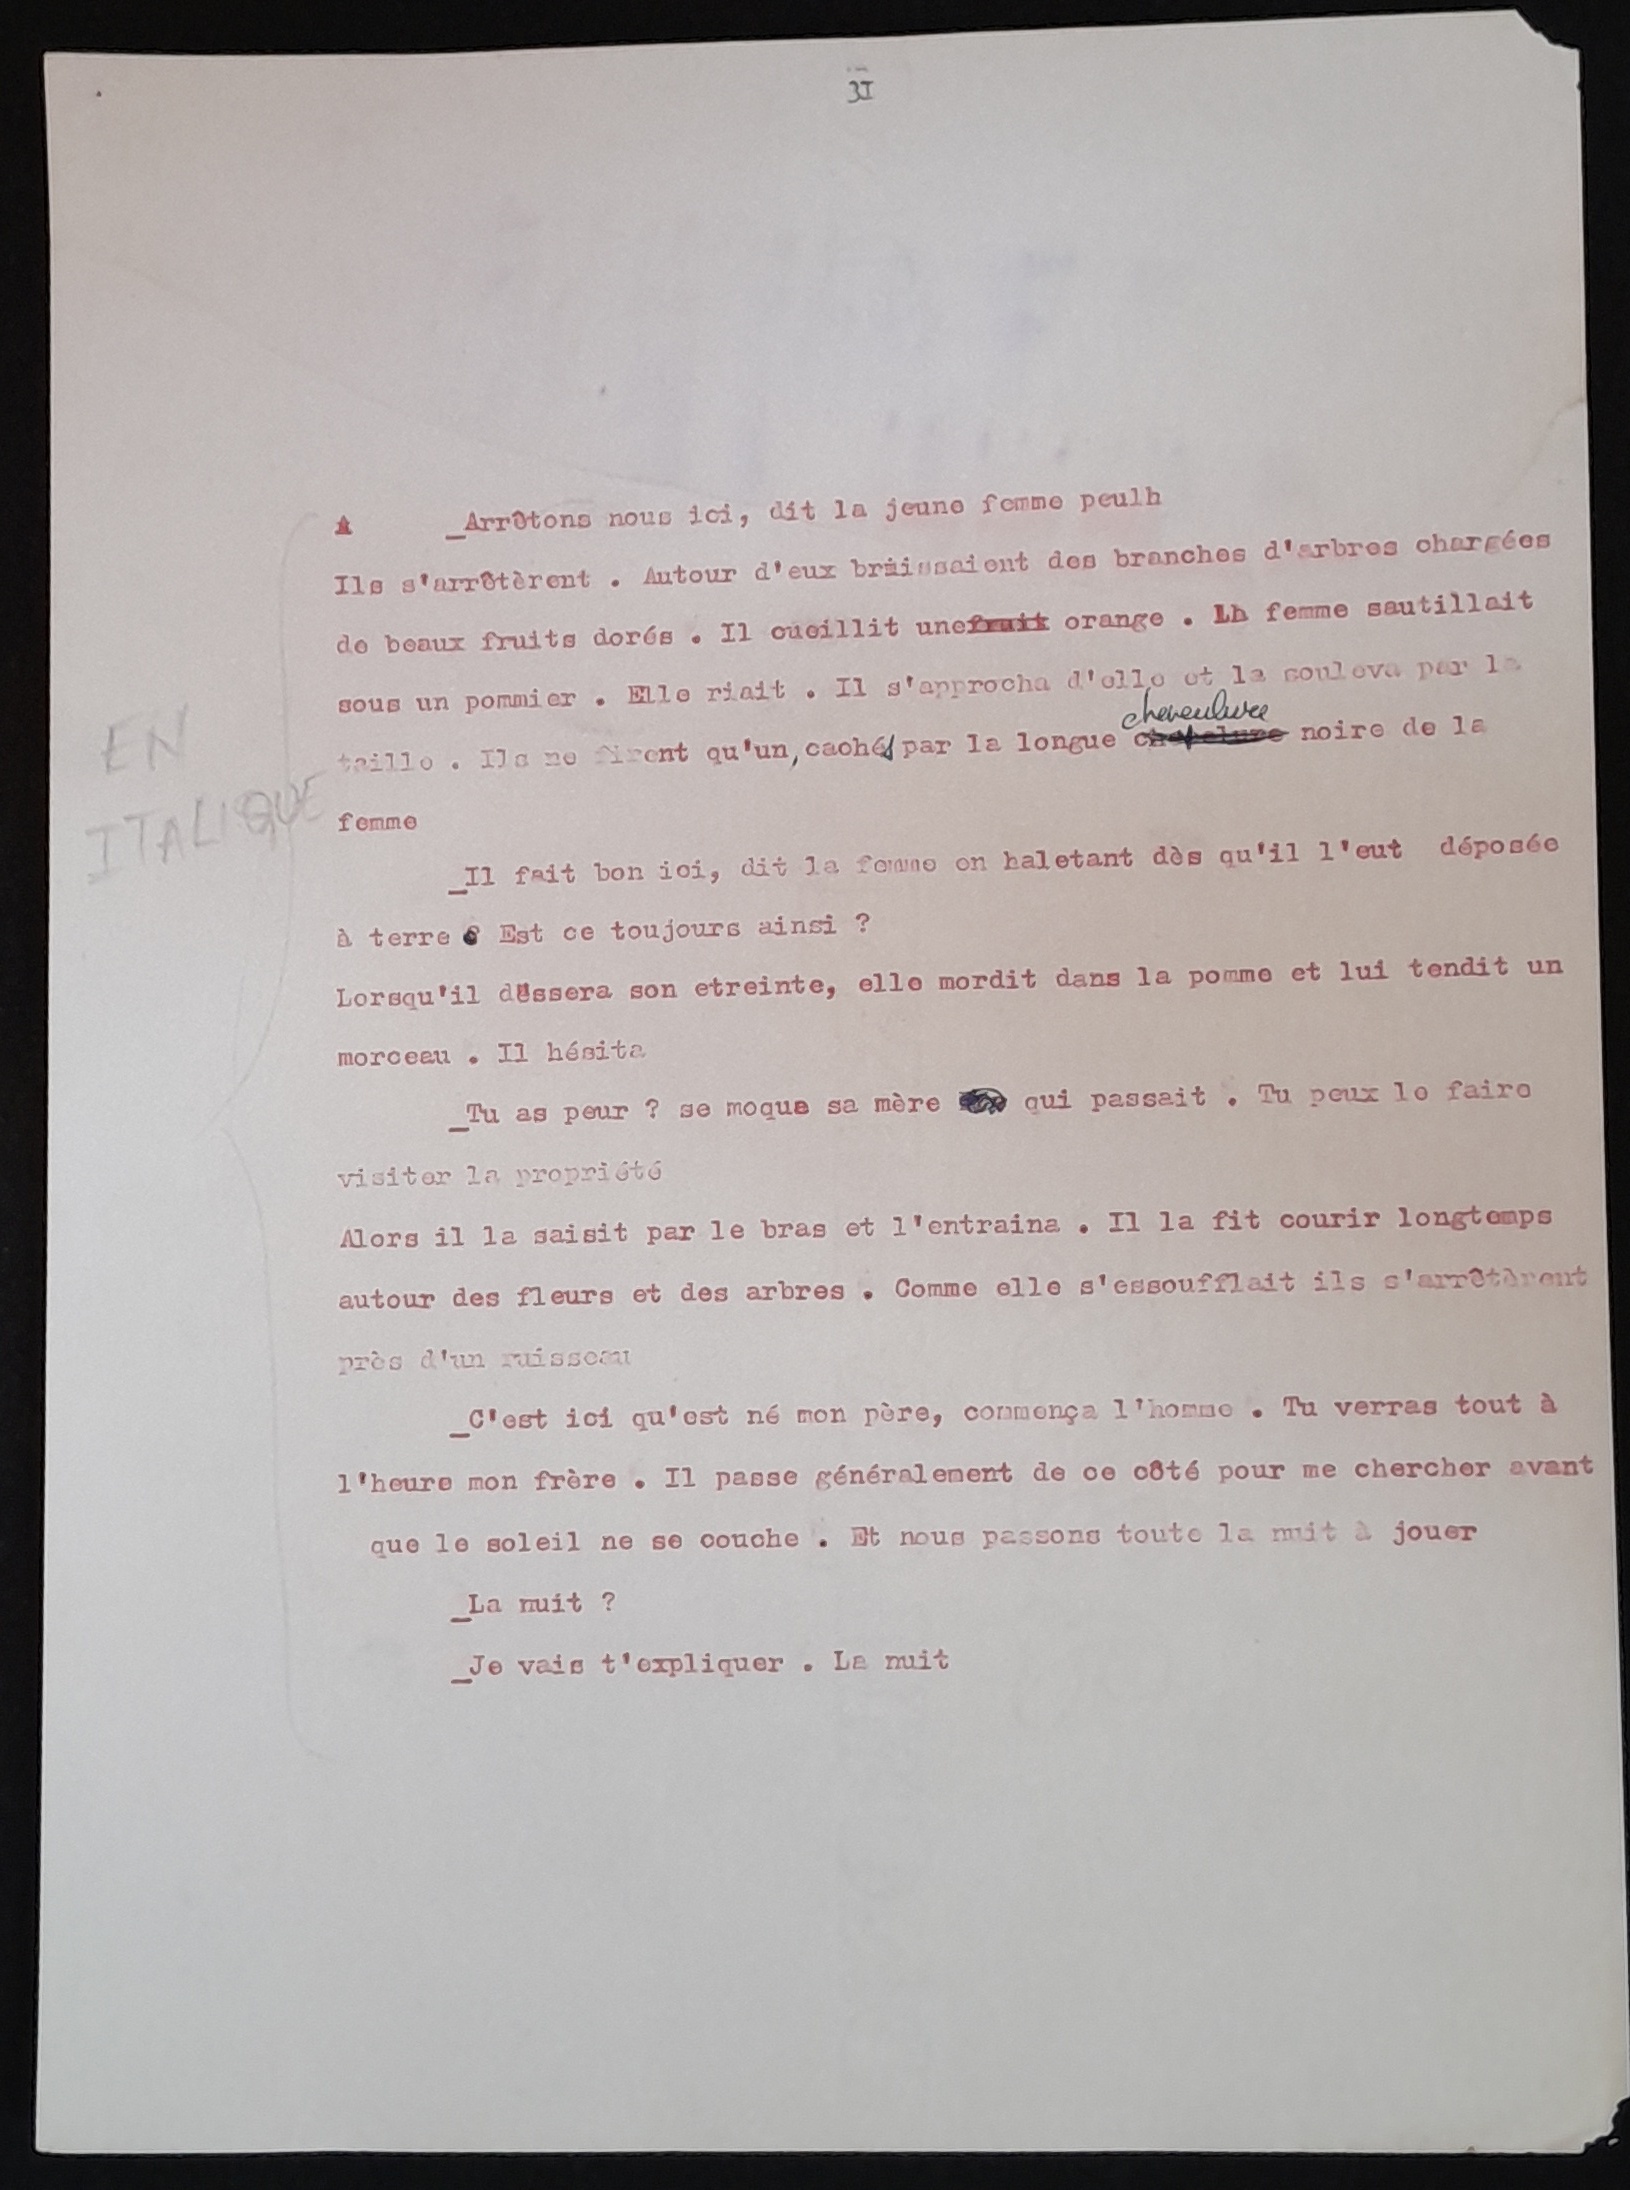 31
_Arrêtons nous ici, dit la jeune femme peulh
Ils s'arrêtèrent . Autour d'eux bruissaient des branches d'arbres chargées
de beaux fruits dorés . Il cueillit une fruit orange . La femme sautillait
sous un pommier . Elle riait . Il s'approcha d'elle et la souleva par la
cheveulure
taille . Ils ne firent qu'un, cachés par la longue chapelure noire de la
EN
ITALIQUE
femme
_Il fait bon ici, dit la femme en haletant dès qu'il l'eut déposée
à terre . Est ce toujours ainsi ?
Lorsqu'il déssera son etreinte, elle mordit dans la pomme et lui tendit un
morceau . Il hésita
_Tu as peur ? se moqua sa mère qui passait . Tu peux le faire
visiter la propriété
Alors il la saisit par le bras et l'entraina . Il la fit courir longtemps
autour des fleurs et des arbres . Comme elle s'essoufflait ils s'arrêtèrent
près d'un ruisseau
_C'est ici qu'est né mon père, commença l'homme . Tu verras tout à
l'heure mon frère . Il passe généralement de ce côté pour me chercher avant
que le soleil ne se couche . Et nous passons toute la nuit à jouer
_La nuit ?
_Je vais t'expliquer . La nuit